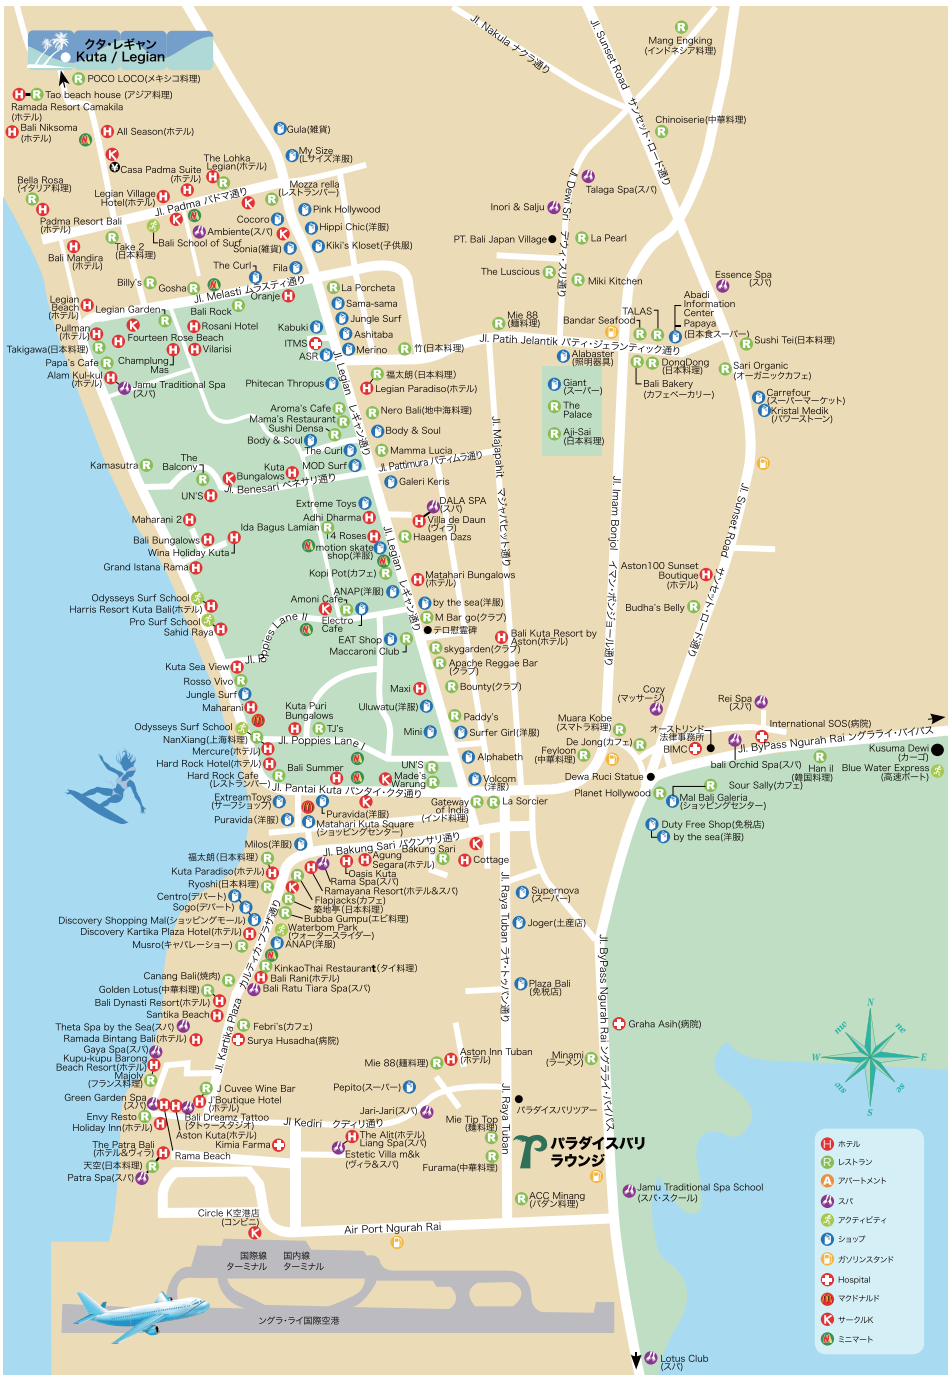 クタ・レギャン
Kuta / Legian
POCO LOCO(メキシコ料理)
Tao beach house (アジア料理)
Ramada Resort Camakila
(ホテル)
Bali Niksoma
(ホテル)
All Season(ホテル)
Casa Padma Suite
(ホテル)
The Lohka
Legian(ホテル)
Bella Rosa
(イタリア料理)
Legian Village
Hotel(ホテル)
Padma Resort Bali
(ホテル)
Jl. Padma パドマ通り
Mozza rella
(レストランバー)
Gula(雑貨)
My Size
(Lサイズ洋服)
Pink Hollywood
Cocoro
Hippi Chic(洋服)
Ambiente(スパ)
Bali School of Surf
Sonia(雑貨)
Kiki's Kloset(子供服)
Take 2
(日本料理)
Bali Mandira
(ホテル)
The Curl
Fila
Billy's
Gosha
Jl. Melasti ムラスティ通り
Oranje
La Porcheta
Legian
Beach
(ホテル)
Legian Garden
Bali Rock
Sama-sama
Jungle Surf
Pullman
(ホテル)
Rosani Hotel
Kabuki
Ashitaba
Fourteen Rose Beach
ITMS
Merino
竹(日本料理)
Takigawa(日本料理)
Vilarisi
ASR
Papa's Cafe
Champlung
Mas
Alam Kul-kul
(ホテル)
Jamu Traditional Spa
(スパ)
Phitecan Thropus
福太朗(日本料理)
Legian Paradiso(ホテル)
Jl. Legian レギャン通り
Aroma's Cafe
Nero Bali(地中海料理)
Mama's Restaurant
Sushi Densa
Body & Soul
Body & Soul
The Curl
Mamma Lucia
Kamasutra
The
Balcony
Kuta
Bungalows
MOD Surf
Jl. Pattimura パティムラ通り
UN'S
Jl. Benesari ベネサリ通り
Galeri Keris
Extreme Toys
DALA SPA
(スパ)
Maharani 2
Adhi Dharma
Villa de Daun
(ヴィラ)
Ida Bagus Lamian
Bali Bungalows
T4 Roses
Haagen Dazs
Wina Holiday Kuta
motion skate
shop(洋服)
Grand Istana Rama
Kopi Pot(カフェ)
Matahari Bungalows
(ホテル)
Jl. Legian レギャン通り
ANAP(洋服)
Odysseys Surf School
Harris Resort Kuta Bali(ホテル)
Amoni Cafe
by the sea(洋服)
Pro Surf School
Electro
Cafe
M Bar go(クラブ)
Sahid Raya
Jl. Poppies Lane II
テロ慰霊碑
EAT Shop
Bali Kuta Resort by
Aston(ホテル)
Maccaroni Club
skygarden(クラブ)
Kuta Sea View
Apache Reggae Bar
(クラブ)
Rosso Vivo
Jungle Surf
Maxi
Bounty(クラブ)
Maharani
Kuta Puri
Bungalows
Uluwatu(洋服)
Paddy's
Odysseys Surf School
TJ's
Mini
Surfer Girl(洋服)
NanXiang(上海料理)
Jl. Poppies Lane I
Mercure(ホテル)
Alphabeth
Hard Rock Hotel(ホテル)
Bali Summer
UN'S
Hard Rock Cafe
(レストランバー)
Made's
Warung
Volcom
(洋服)
Jl. Pantai Kuta パンタイ・クタ通り
ExtreamToys
(サーフショップ)
Puravida(洋服)
Gateway
of India
(インド料理)
La Sorcier
Puravida(洋服)
Matahari Kuta Square
(ショッピングセンター)
Milos(洋服)
Jl. Bakung Sari バクンサリ通り
福太朗(日本料理)
Bakung Sari
Agung
Segara(ホテル)
Cottage
Kuta Paradiso(ホテル)
Oasis Kuta
Rama Spa(スパ)
Ryoshi(日本料理)
Ramayana Resort(ホテル&スパ)
Centro(デパート)
Flapjacks(カフェ)
Sogo(デパート)
築地亭(日本料理)
Discovery Shopping Mal(ショッピングモール)
Bubba Gumpu(エビ料理)
Discovery Kartika Plaza Hotel(ホテル)
Waterbom Park
(ウォータースライダー)
Musro(キャバレーショー)
ANAP(洋服)
Jl. Kartika Plaza カルティカ・プラザ通り
KinkaoThai Restaurant(タイ料理)
Canang Bali(焼肉)
Bali Rani(ホテル)
Golden Lotus(中華料理)
Bali Ratu Tiara Spa(スパ)
Bali Dynasti Resort(ホテル)
Santika Beach
Theta Spa by the Sea(スパ)
Febri's(カフェ)
Ramada Bintang Bali(ホテル)
Surya Husadha(病院)
Gaya Spa(スパ)
Kupu-kupu Barong
Beach Resort(ホテル)
Majoly
(フランス料理)
J Cuvee Wine Bar
Green Garden Spa
(スパ)
J'Boutique Hotel
(ホテル)
Envy Resto
Bali Dreamz Tattoo
(タトゥースタジオ)
Holiday Inn(ホテル)
Aston Kuta(ホテル)
The Patra Bali
(ホテル&ヴィラ)
Kimia Farma
Rama Beach
天空(日本料理)
Patra Spa(スパ)
Circle K空港店
(コンビニ)
Air Port Ngurah Rai
国際線
ターミナル
国内線
ターミナル
ングラ・ライ国際空港
Mie 88(麺料理)
Aston Inn Tuban
(ホテル)
Pepito(スーパー)
Jari-Jari(スパ)
Jl Kediri クディリ通り
The Alit(ホテル)
Liang Spa(スパ)
Estetic Villa m&k
(ヴィラ&スパ)
Mie Tip Top
(麺料理)
Furama(中華料理)
Jl. Raya Tuban ラヤ・トゥバン通り
Jl. Raya Tuban
Supernova
(スーパー)
Joger(土産店)
Plaza Bali
(免税店)
Graha Asih(病院)
Minami
(ラーメン)
パラダイスバリツアー
パラダイスバリ
ラウンジ
ACC Minang
(パダン料理)
Jamu Traditional Spa School
(スパ・スクール)
Lotus Club
(スパ)
Jl. ByPass Ngurah Rai ングラライ・バイパス
Jl. Nakula ナクラ通り
Jl. Sunset Road サンセット・ロード通り
Mang Engking
(インドネシア料理)
Chinoiserie(中華料理)
Talaga Spa(スパ)
Inori & Salju
Jl. Dewi Sri デウィ・スリ通り
PT. Bali Japan Village
La Pearl
The Luscious
Miki Kitchen
Essence Spa
(スパ)
Abadi
Information
Center
Papaya
(日本食スーパー)
TALAS
Mie 88
(麺料理)
Bandar Seafood
Jl. Patih Jelantik パティ・ジェランティック通り
Sushi Tei(日本料理)
Alabaster
(照明器具)
DongDong
(日本料理)
Sari Organic
(オーガニックカフェ)
Giant
(スーパー)
Bali Bakery
(カフェベーカリー)
Carrefour
(スーパーマーケット)
The
Palace
Kristal Medik
(パワーストーン)
Aji-Sai
(日本料理)
Jl. Majapahit マジャパヒット通り
Jl. Imam Bonjol イマン・ボンジョール通り
Jl. Sunset Road サンセット・ロード通り
Aston100 Sunset
Boutique
(ホテル)
Budha's Belly
Cozy
(マッサージ)
Rei Spa
(スパ)
Muara Kobe
(スマトラ料理)
オーストリンド
法律事務所
International SOS(病院)
De Jong(カフェ)
BIMC
Jl. ByPass Ngurah Rai ングラライ・バイパス
Feyloon
(中華料理)
bali Orchid Spa(スパ)
Kusuma Dewi
(カーゴ)
Han il
(韓国料理)
Blue Water Express
(高速ボート)
Dewa Ruci Statue
Sour Sally(カフェ)
Planet Hollywood
Mal Bali Galeria
(ショッピングセンター)
Duty Free Shop(免税店)
by the sea(洋服)
N
ne
E
se
S
sw
W
nw
ホテル
レストラン
アパートメント
スパ
アクティビティ
ショップ
ガソリンスタンド
Hospital
マクドナルド
サークルK
ミニマート